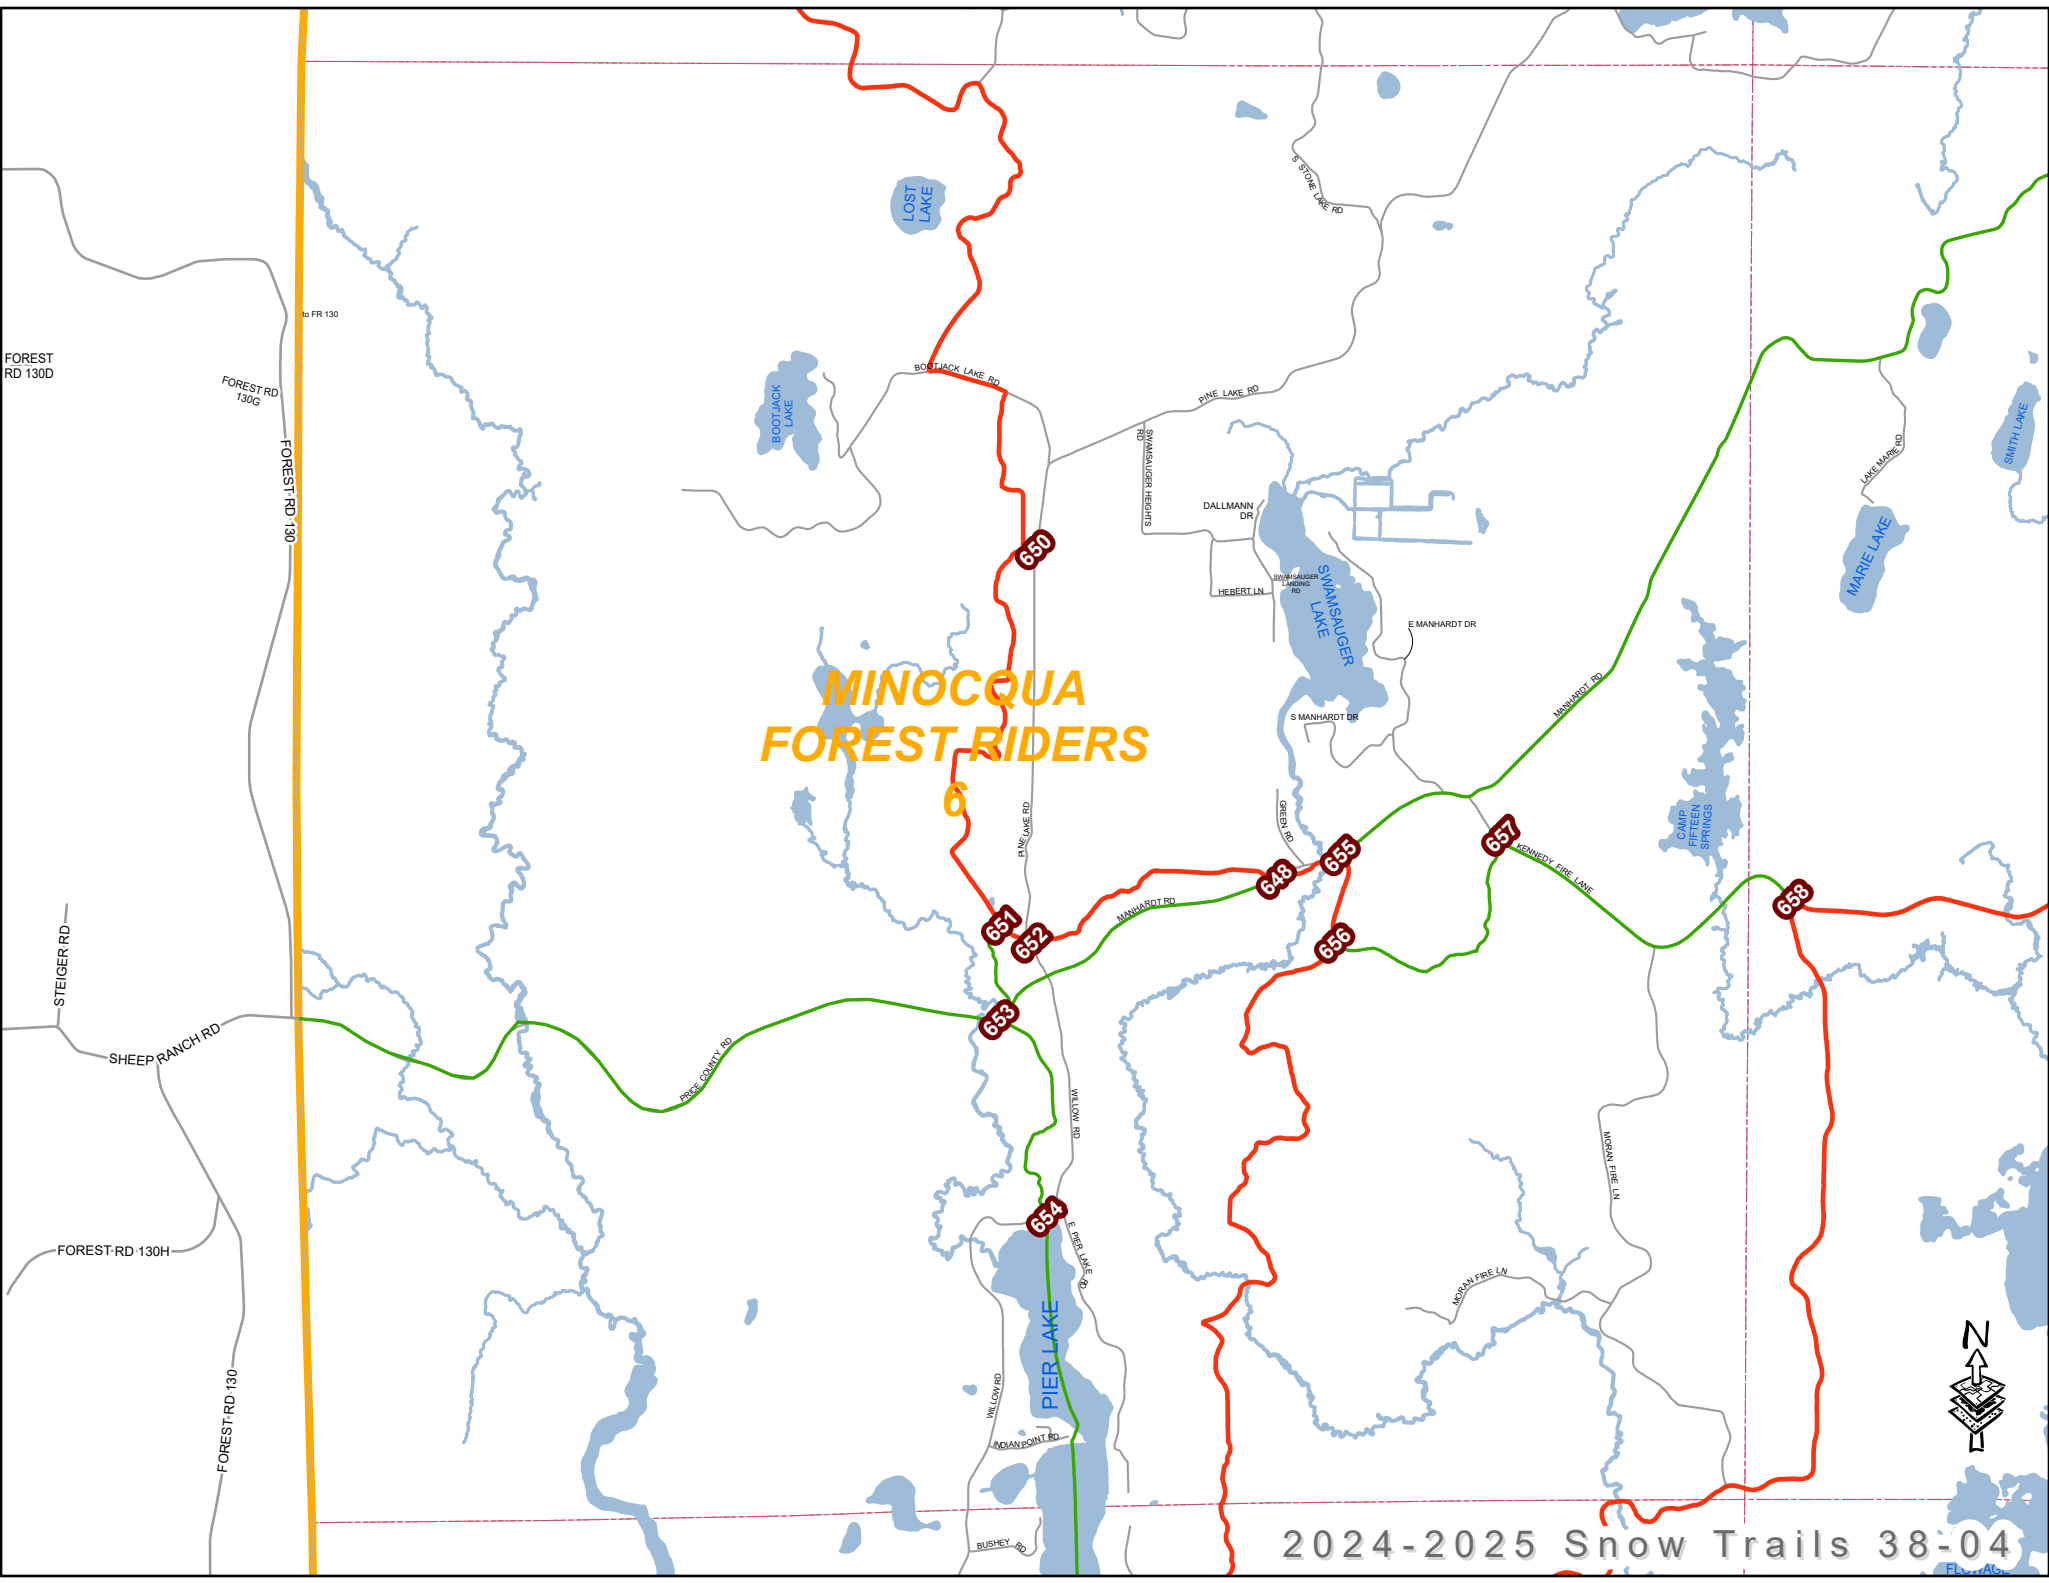 LOST
LAKE
S STONE LAKE RD
to FR 130
FOREST
RD 130D
FOREST RD
130G
FOREST RD 130
BOOTJACK LAKE RD
BOOTJACK
LAKE
PINE LAKE RD
SWAMSAUGER HEIGHTS
RD
SMITH LAKE
LAKE MARIE RD
MARIE LAKE
DALLMANN
DR
650
SWAMSAUGER
LANDING
RD
HEBERT LN
SWAMSAUGER
LAKE
E MANHARDT DR
MINOCQUA
FOREST RIDERS
6
S MANHARDT DR
MANHARDT RD
PINE LAKE RD
GREEN RD
CAMP
FIFTEEN
SPRINGS
657
655
648
KENNEDY FIRE LANE
658
MANHARDT RD
651
652
656
653
STEIGER RD
SHEEP RANCH RD
PRICE COUNTY RD
WILLOW RD
MORAN FIRE LN
654
E PIER LAKE RD
FOREST RD 130H
MORAN FIRE LN
PIER LAKE
N
FOREST RD 130
WILLOW RD
INDIAN POINT RD
BUSHEY RD
2024-2025 Snow Trails 38-04
FLOWAGE